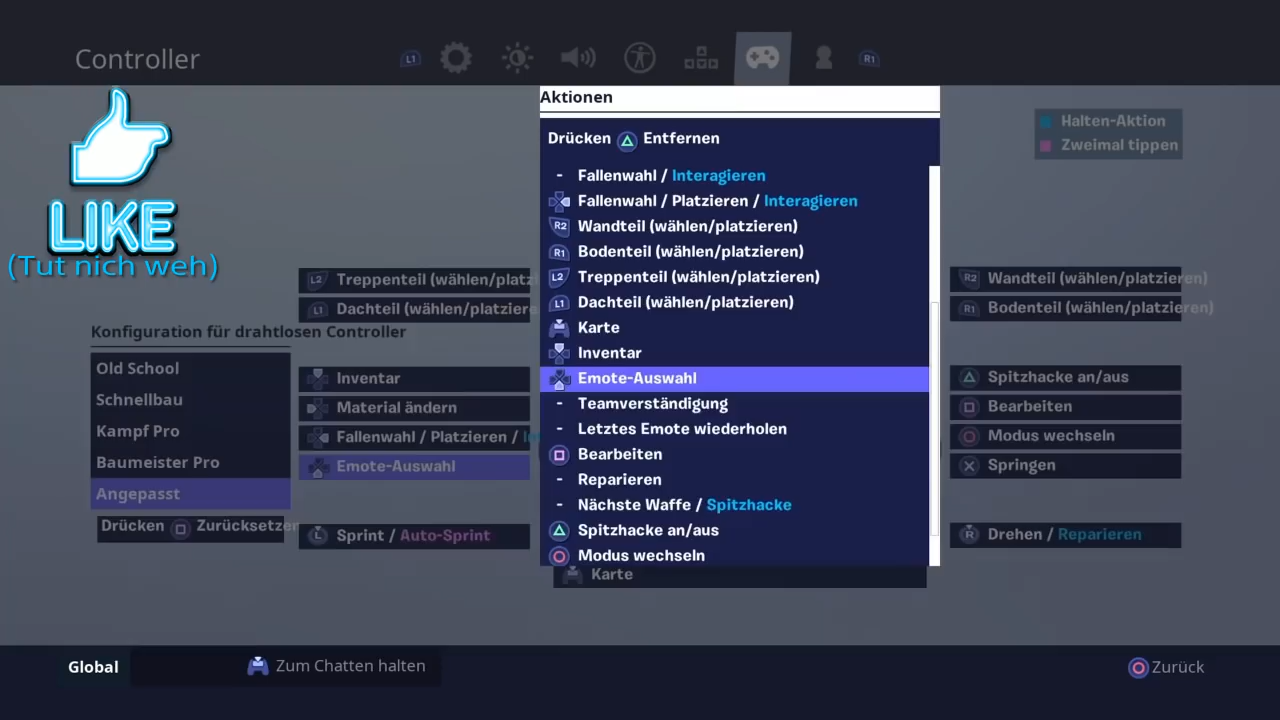 Controller
L1
R1
Aktionen
Drücken Entfernen
- Fallenwahl / Interagieren
Fallenwahl / Platzieren / Interagieren
R2 Wandteil (wählen/platzieren)
R1 Bodenteil (wählen/platzieren)
L2 Treppenteil (wählen/platzieren)
L1 Dachteil (wählen/platzieren)
Karte
Inventar
Emote-Auswahl
- Teamverständigung
- Letztes Emote wiederholen
Bearbeiten
- Reparieren
- Nächste Waffe / Spitzhacke
Spitzhacke an/aus
Modus wechseln
Karte
Halten-Aktion
Zweimal tippen
LIKE
(Tut nich weh)
L2 Treppenteil (wählen/platzi
L1 Dachteil (wählen/platziere
Konfiguration für drahtlosen Controller
Old School
Schnellbau
Kampf Pro
Baumeister Pro
Angepasst
Drücken Zurücksetzen
Inventar
Material ändern
Fallenwahl / Platzieren / In
Emote-Auswahl
L Sprint / Auto-Sprint
R2 Wandteil (wählen/platzieren)
R1 Bodenteil (wählen/platzieren)
Spitzhacke an/aus
Bearbeiten
Modus wechseln
Springen
R Drehen / Reparieren
Global
Zum Chatten halten
Zurück